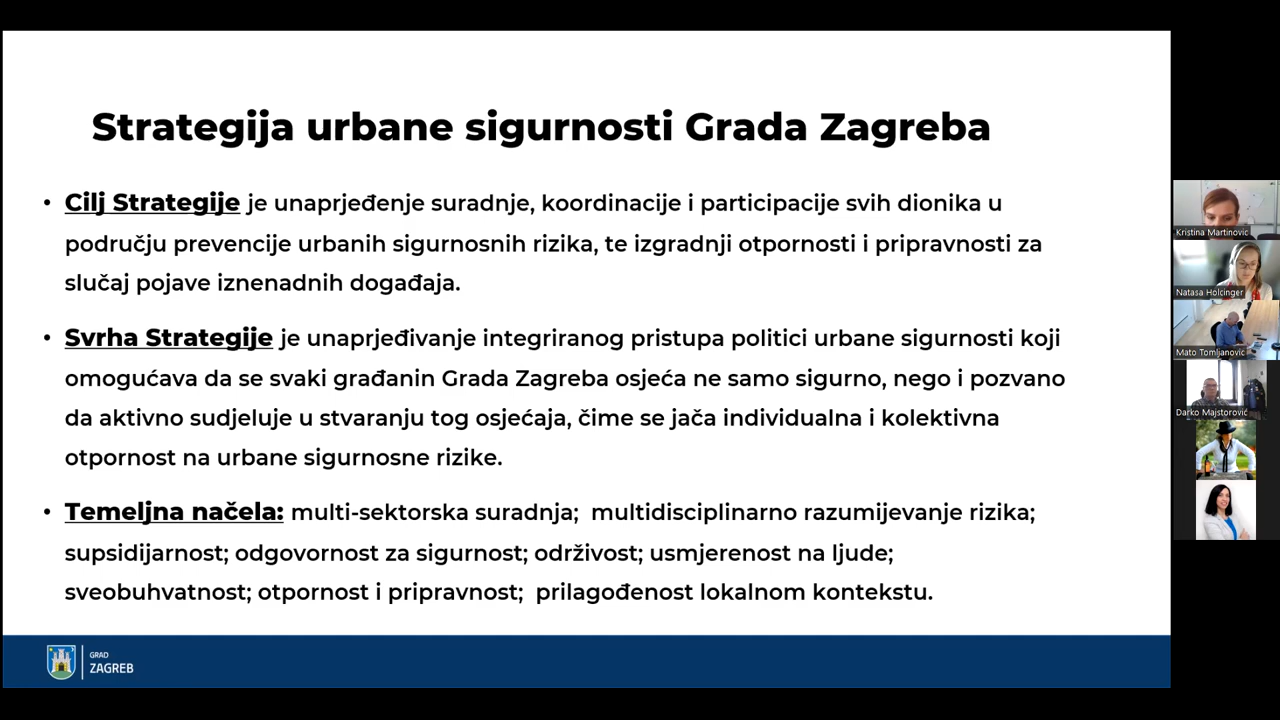 Strategija urbane sigurnosti Grada Zagreba
• Cilj Strategije je unaprjeđenje suradnje, koordinacije i participacije svih dionika u
području prevencije urbanih sigurnosnih rizika, te izgradnji otpornosti i pripravnosti za
slučaj pojave iznenadnih događaja.
• Svrha Strategije je unaprjeđivanje integriranog pristupa politici urbane sigurnosti koji
omogućava da se svaki građanin Grada Zagreba osjeća ne samo sigurno, nego i pozvano
da aktivno sudjeluje u stvaranju tog osjećaja, čime se jača individualna i kolektivna
otpornost na urbane sigurnosne rizike.
• Temeljna načela: multi-sektorska suradnja;  multidisciplinarno razumijevanje rizika;
supsidijarnost; odgovornost za sigurnost; održivost; usmjerenost na ljude;
sveobuhvatnost; otpornost i pripravnost;  prilagođenost lokalnom kontekstu.
GRAD
ZAGREB
Kristina Martinovic
Natasa Holcinger
Mato Tomljanovic
Darko Majstorović